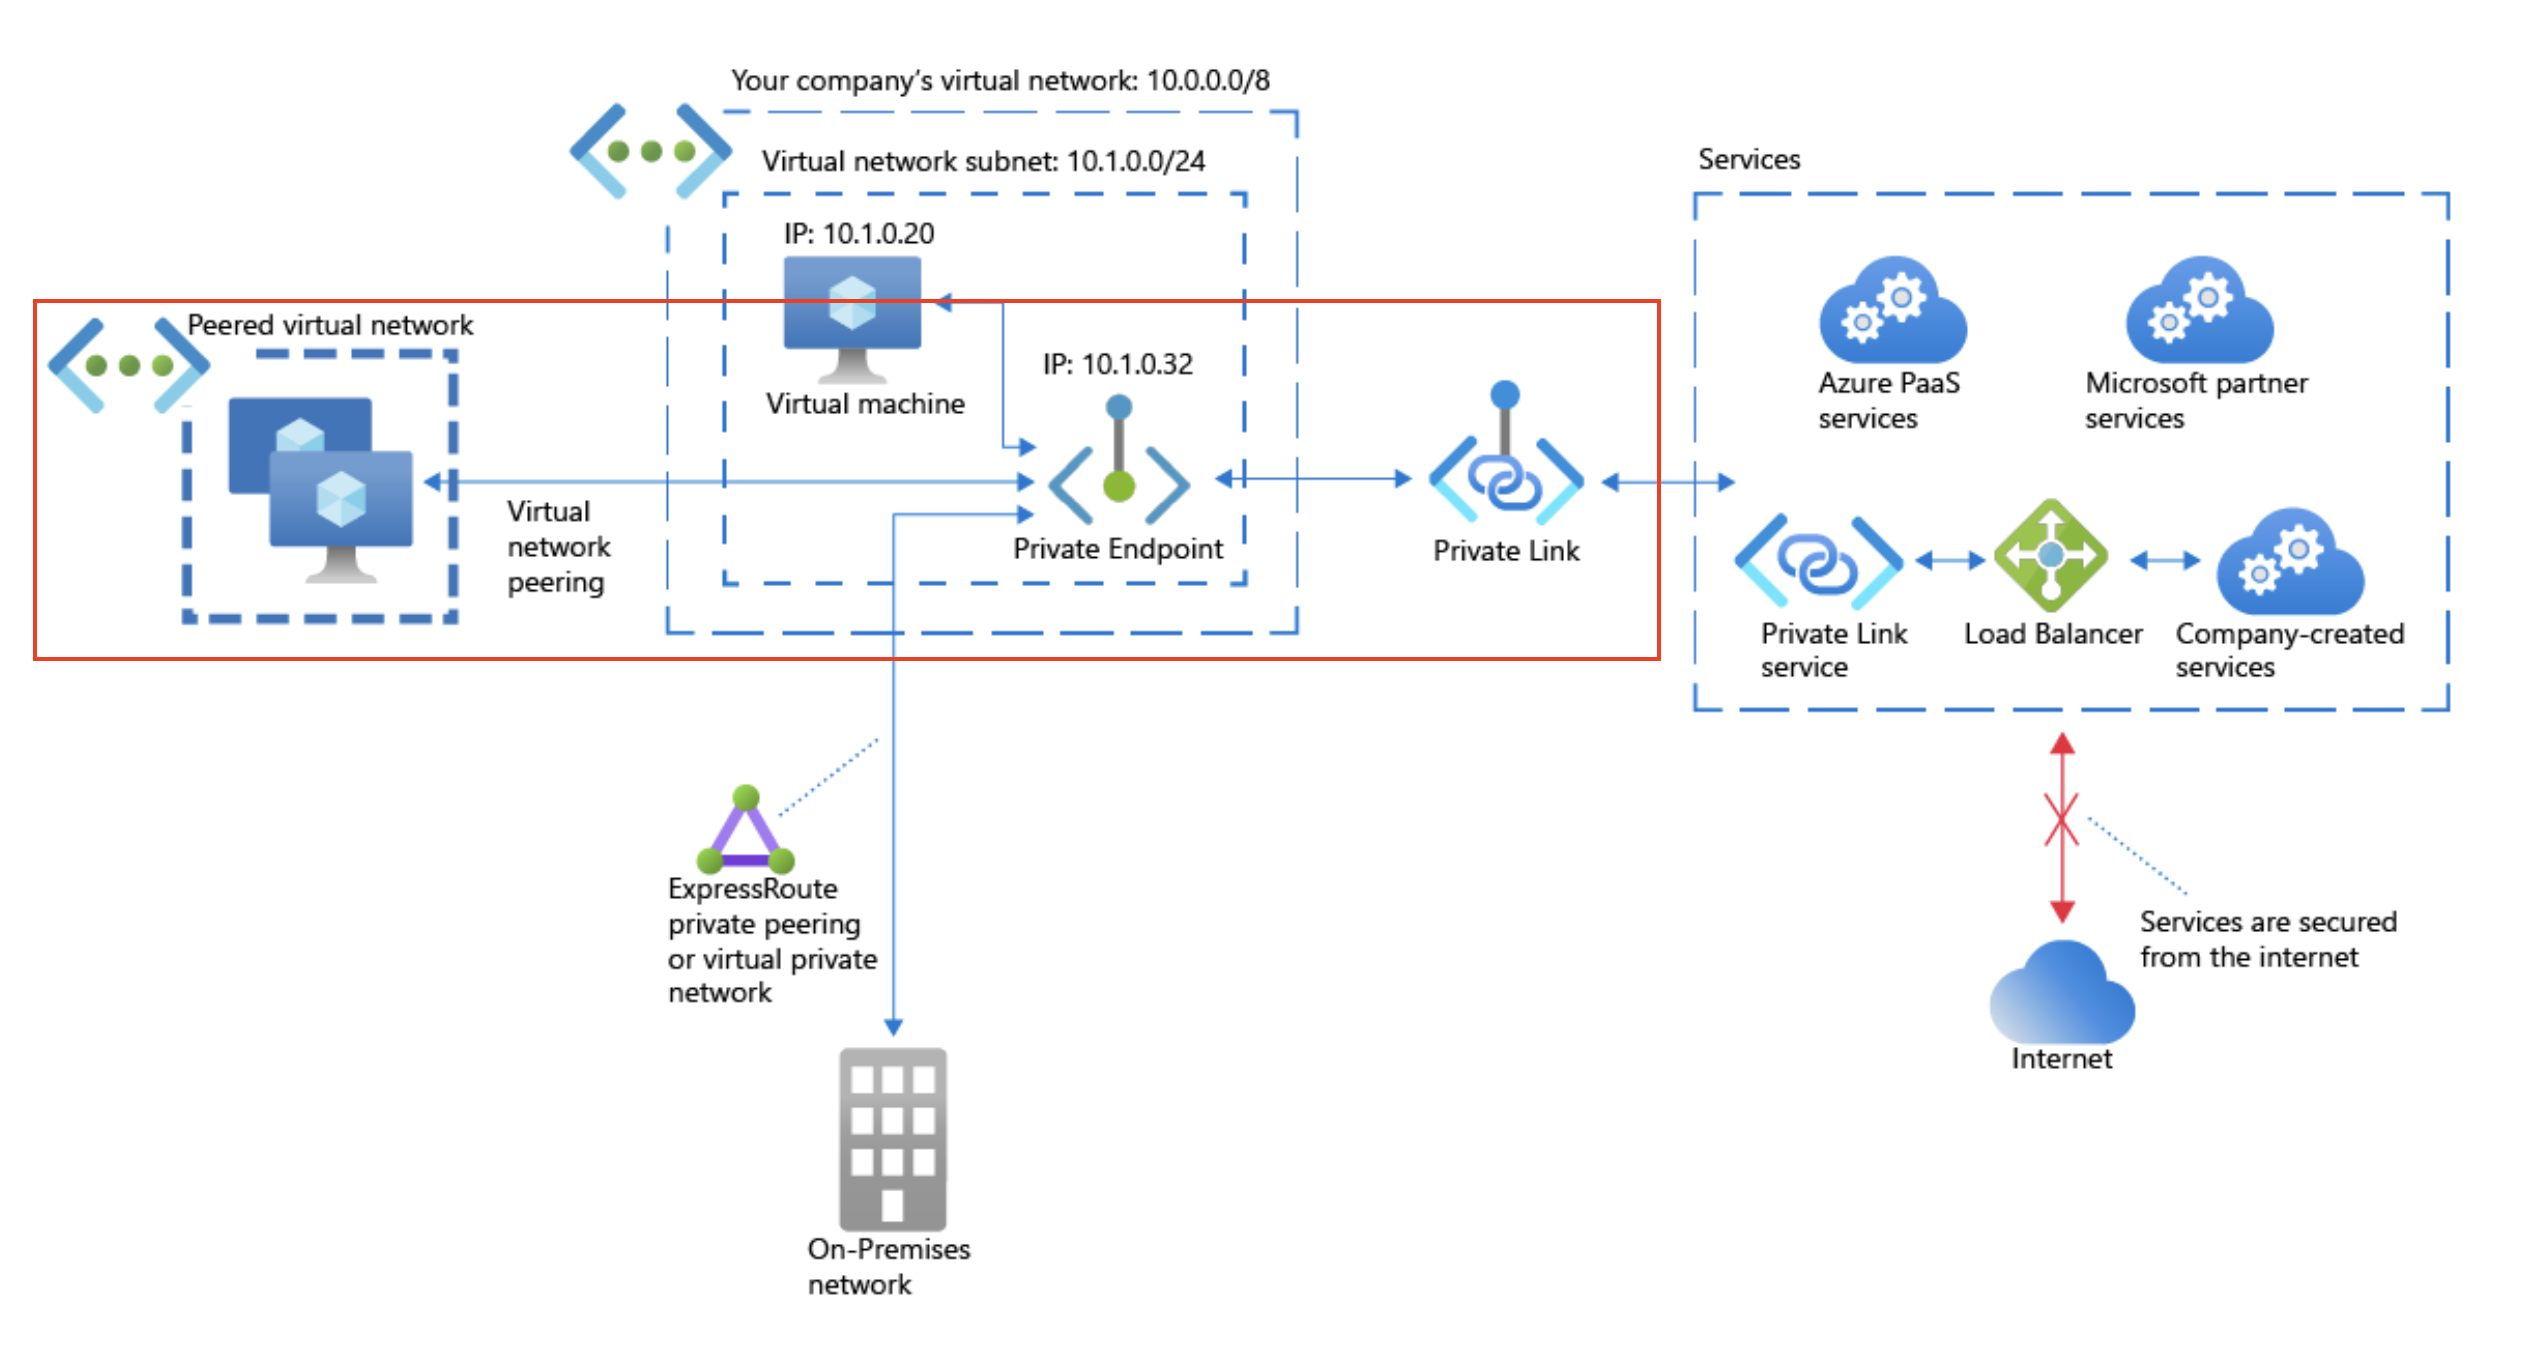 Your company's virtual network: 10.0.0.0/8
Virtual network subnet: 10.1.0.0/24
IP: 10.1.0.20
Virtual machine
IP: 10.1.0.32
Private Endpoint
Peered virtual network
Virtual
network
peering
Private Link
Services
Azure PaaS
services
Microsoft partner
services
Private Link
service
Load Balancer
Company-created
services
ExpressRoute
private peering
or virtual private
network
On-Premises
network
Services are secured
from the internet
Internet